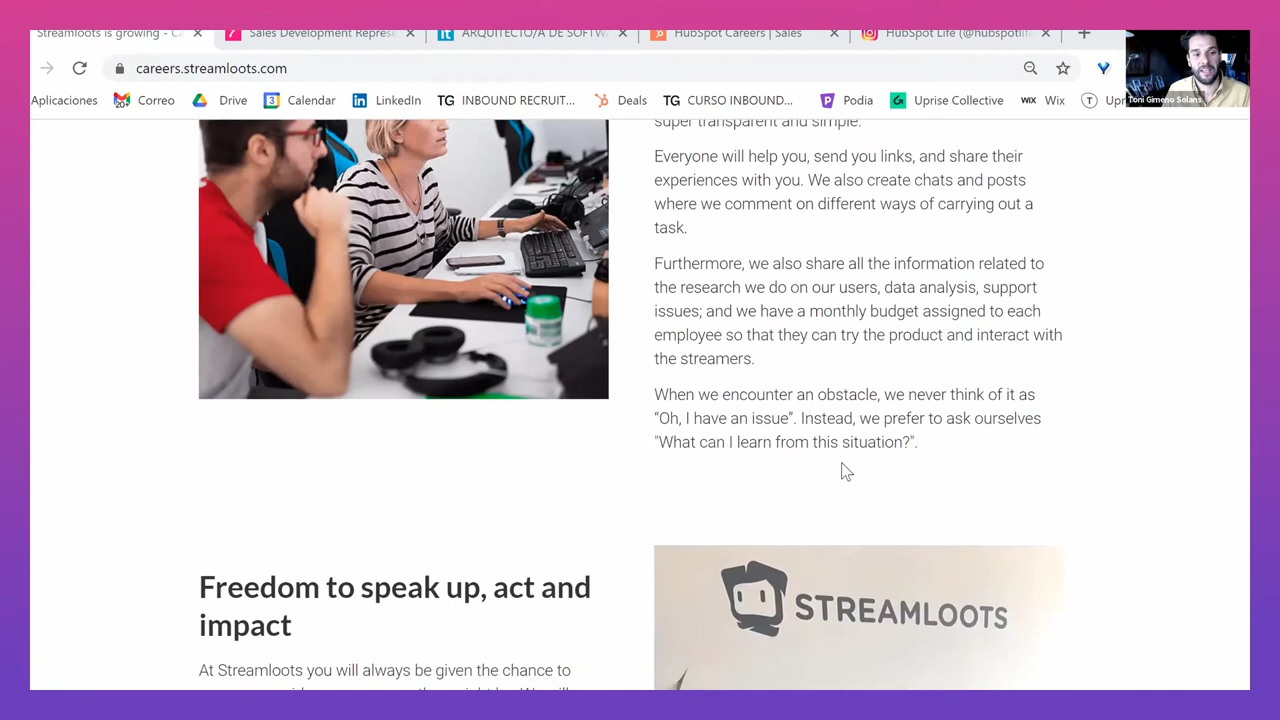 Streamloots is growing - Ca
Sales Development Represe
ARQUITECTO/A DE SOFTW
HubSpot Careers | Sales
HubSpot Life (@hubspotlife
careers.streamloots.com
Aplicaciones
Correo
Drive
Calendar
LinkedIn
TG INBOUND RECRUIT...
Deals
TG CURSO INBOUND...
Podia
Uprise Collective
WIX Wix
Upr
Toni Gimeno Solans
super transparent and simple.
Everyone will help you, send you links, and share their
experiences with you. We also create chats and posts
where we comment on different ways of carrying out a
task.
Furthermore, we also share all the information related to
the research we do on our users, data analysis, support
issues; and we have a monthly budget assigned to each
employee so that they can try the product and interact with
the streamers.
When we encounter an obstacle, we never think of it as
“Oh, I have an issue”. Instead, we prefer to ask ourselves
"What can I learn from this situation?".
Freedom to speak up, act and
impact
At Streamloots you will always be given the chance to
STREAMLOOTS